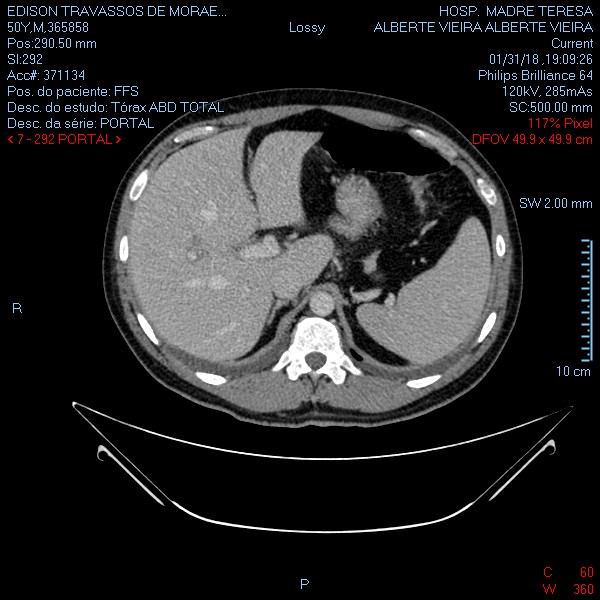 EDISON TRAVASSOS DE MORAE...
50Y,M,365858
Pos:290.50 mm
Sl:292
Acc#: 371134
Pos. do paciente: FFS
Desc. do estudo: Tórax ABD TOTAL
Desc. da série: PORTAL
< 7 - 292 PORTAL >
Lossy
HOSP. MADRE TERESA
ALBERTE VIEIRA ALBERTE VIEIRA
Current
01/31/18 ,19:09:26
Philips Brilliance 64
120kV, 285mAs
SC:500.00 mm
117% Pixel
DFOV 49.9 x 49.9 cm
SW 2.00 mm
R
10 cm
P
C 60
W 360